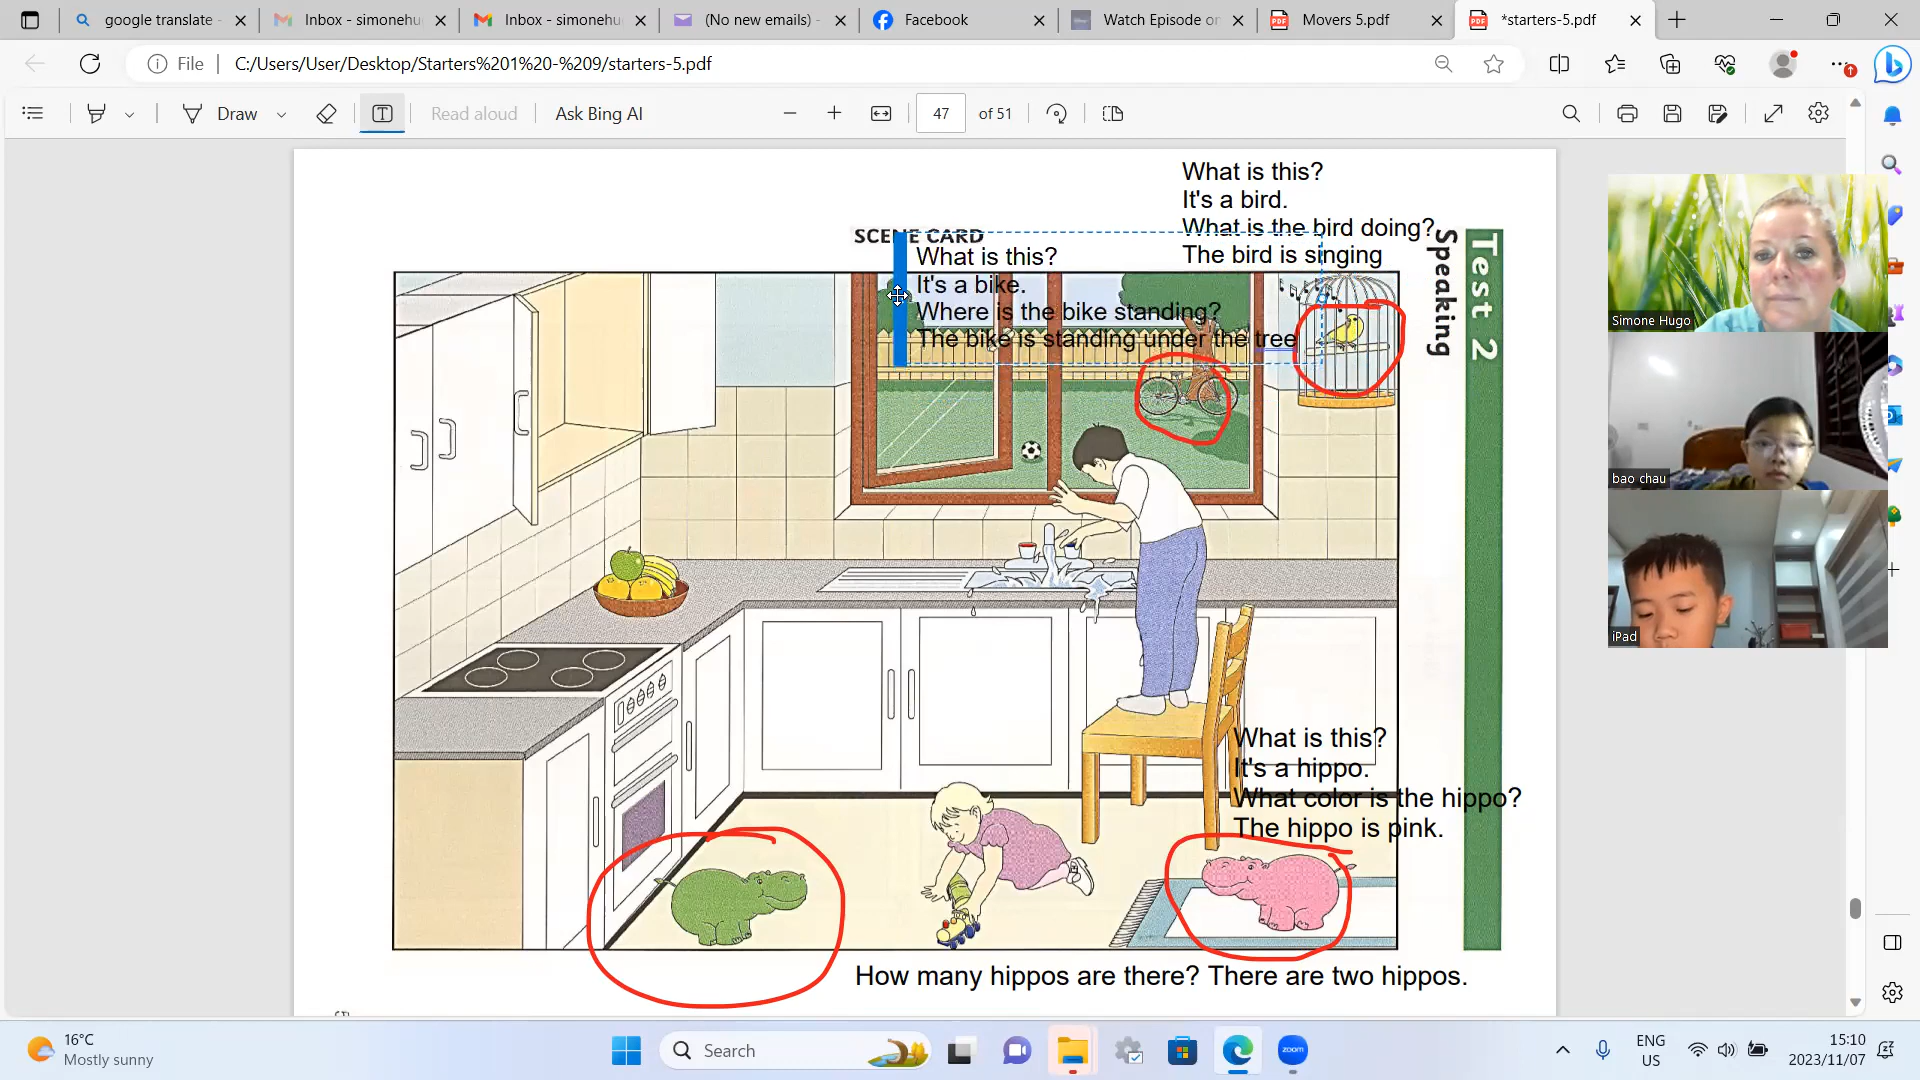 google translate -
Inbox - simonehu
Inbox - simonehu
(No new emails) -
Facebook
Watch Episode on
Movers 5.pdf
*starters-5.pdf
File
C:/Users/User/Desktop/Starters%201%20-%209/starters-5.pdf
Draw
Read aloud
Ask Bing AI
47
of 51
What is this?
It's a bird.
What is the bird doing?
The bird is singing
SCENE CARD
What is this?
It's a bike.
Where is the bike standing?
The bike is standing under the tree
Test 2
Speaking
Simone Hugo
bao chau
iPad
What is this?
It's a hippo.
What color is the hippo?
The hippo is pink.
How many hippos are there? There are two hippos.
16°C
Mostly sunny
Search
zoom
ENG
US
15:10
2023/11/07